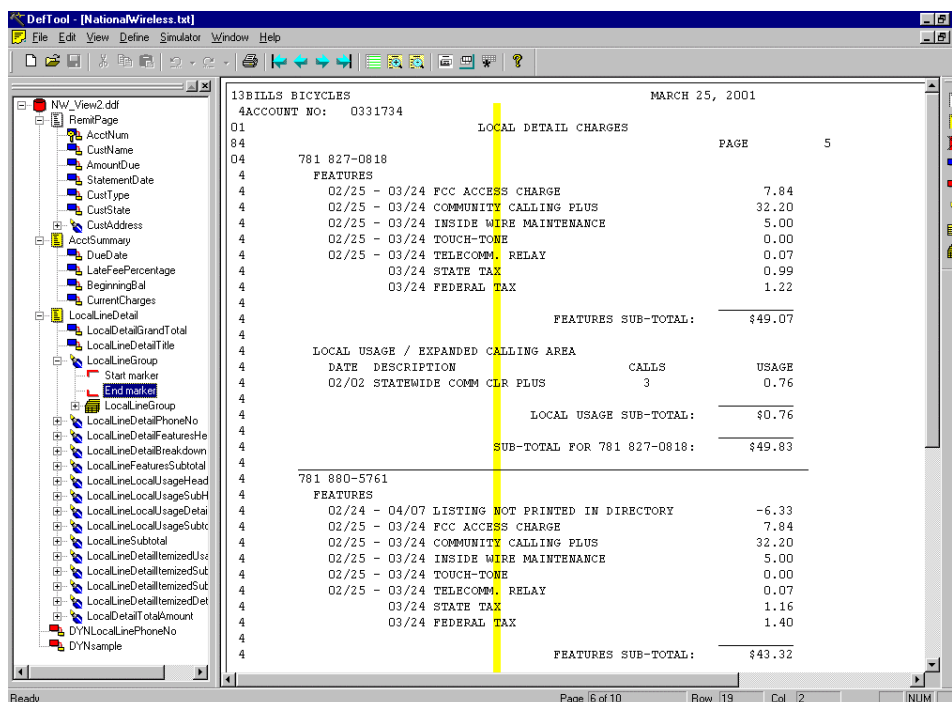 DefTool - [NationalWireless.txt]
File Edit View Define Simulator Window Help
NW_View2.ddf
RemitPage
AcctNum
CustName
AmountDue
StatementDate
CustType
CustState
CustAddress
AcctSummary
DueDate
LateFeePercentage
BeginningBal
CurrentCharges
LocalLineDetail
LocalDetailGrandTotal
LocalLineDetailTitle
LocalLineGroup
Start marker
End marker
LocalLineGroup
LocalLineDetailPhoneNo
LocalLineDetailFeaturesHe
LocalLineDetailBreakdown
LocalLineFeaturesSubtotal
LocalLineLocalUsageHead
LocalLineLocalUsageSubH
LocalLineLocalUsageDetai
LocalLineLocalUsageSubtc
LocalLineSubtotal
LocalLineDetailItemizedUsa
LocalLineDetailItemizedSub
LocalLineDetailItemizedSubt
LocalLineDetailItemizedDet
LocalDetailTotalAmount
DYNLocalLinePhoneNo
DYNsample
13BILLS BICYCLES MARCH 25, 2001
4ACCOUNT NO: 0331734
01 LOCAL DETAIL CHARGES
84 PAGE 5
04 781 827-0818
4 FEATURES
4 02/25 - 03/24 FCC ACCESS CHARGE 7.84
4 02/25 - 03/24 COMMUNITY CALLING PLUS 32.20
4 02/25 - 03/24 INSIDE WIRE MAINTENANCE 5.00
4 02/25 - 03/24 TOUCH-TONE 0.00
4 02/25 - 03/24 TELECOMM. RELAY 0.07
4 03/24 STATE TAX 0.99
4 03/24 FEDERAL TAX 1.22
4
4 FEATURES SUB-TOTAL: $49.07
4
4 LOCAL USAGE / EXPANDED CALLING AREA
4 DATE DESCRIPTION CALLS USAGE
4 02/02 STATEWIDE COMM CLR PLUS 3 0.76
4
4 LOCAL USAGE SUB-TOTAL: $0.76
4
4 SUB-TOTAL FOR 781 827-0818: $49.83
4
4 781 880-5761
4 FEATURES
4 02/24 - 04/07 LISTING NOT PRINTED IN DIRECTORY -6.33
4 02/25 - 03/24 FCC ACCESS CHARGE 7.84
4 02/25 - 03/24 COMMUNITY CALLING PLUS 32.20
4 02/25 - 03/24 INSIDE WIRE MAINTENANCE 5.00
4 02/25 - 03/24 TOUCH-TONE 0.00
4 02/25 - 03/24 TELECOMM. RELAY 0.07
4 03/24 STATE TAX 1.16
4 03/24 FEDERAL TAX 1.40
4
4 FEATURES SUB-TOTAL: $43.32
Ready Page 6 of 10 Row 19 Col 2 NUM